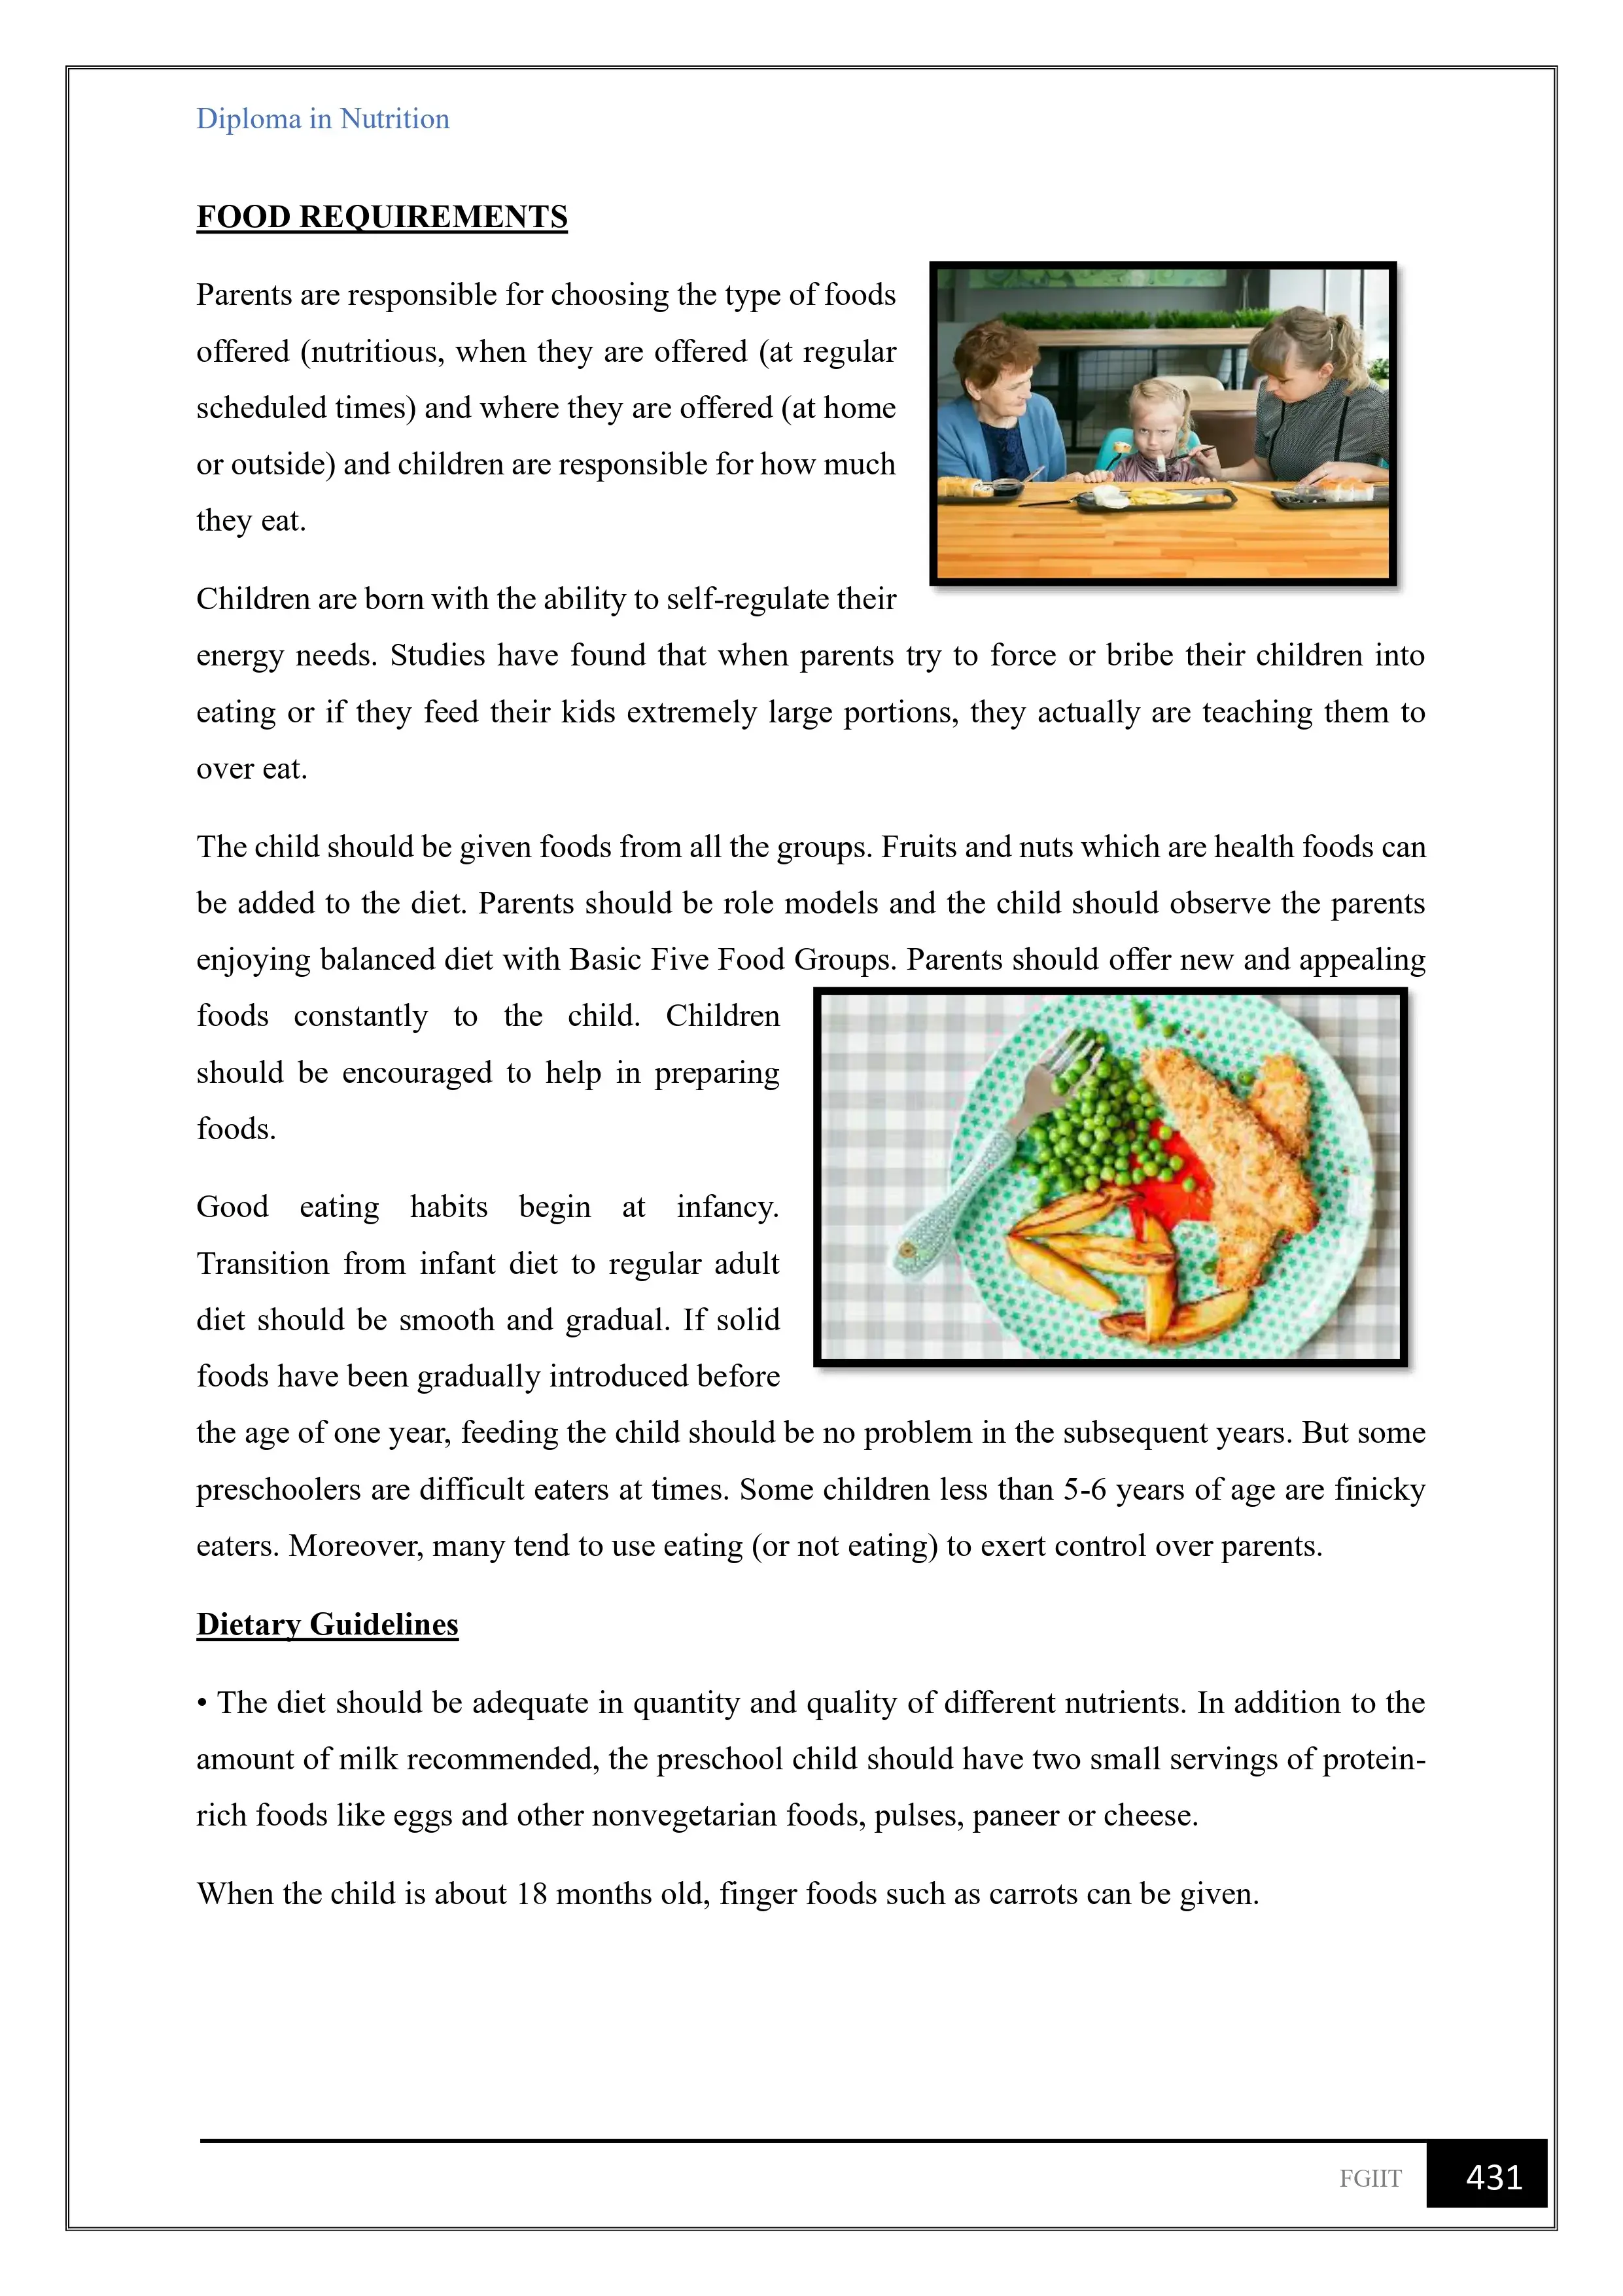 Diploma in Nutrition
FOOD REQUIREMENTS
Parents are responsible for choosing the type of foods
offered (nutritious, when they are offered (at regular
scheduled times) and where they are offered (at home
or outside) and children are responsible for how much
they eat.
Children are born with the ability to self-regulate their
energy needs. Studies have found that when parents try to force or bribe their children into
eating or if they feed their kids extremely large portions, they actually are teaching them to
over eat.
The child should be given foods from all the groups. Fruits and nuts which are health foods can
be added to the diet. Parents should be role models and the child should observe the parents
enjoying balanced diet with Basic Five Food Groups. Parents should offer new and appealing
foods constantly to the child. Children
should be encouraged to help in preparing
foods.
Good eating habits begin at infancy.
Transition from infant diet to regular adult
diet should be smooth and gradual. If solid
foods have been gradually introduced before
the age of one year, feeding the child should be no problem in the subsequent years. But some
preschoolers are difficult eaters at times. Some children less than 5-6 years of age are finicky
eaters. Moreover, many tend to use eating (or not eating) to exert control over parents.
Dietary Guidelines
• The diet should be adequate in quantity and quality of different nutrients. In addition to the
amount of milk recommended, the preschool child should have two small servings of protein-
rich foods like eggs and other nonvegetarian foods, pulses, paneer or cheese.
When the child is about 18 months old, finger foods such as carrots can be given.
FGIIT 431